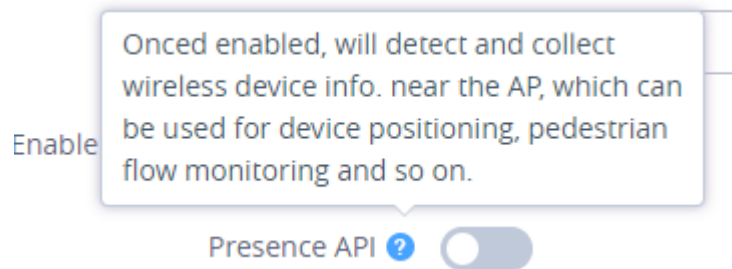 Onced enabled, will detect and collect
wireless device info. near the AP, which can
be used for device positioning, pedestrian
flow monitoring and so on.
Enable
Presence API ?